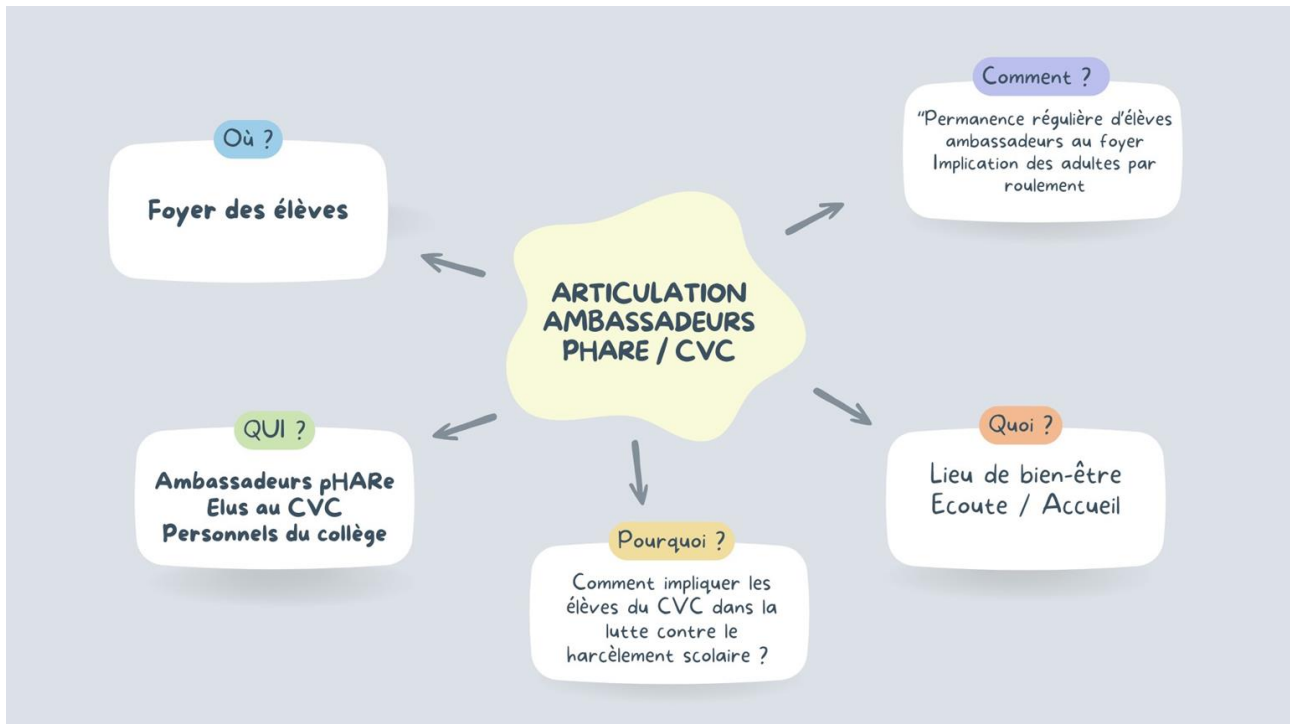 Comment ?
"Permanence régulière d'élèves
ambassadeurs au foyer
Implication des adultes par
roulement
Où ?
Foyer des élèves
ARTICULATION
AMBASSADEURS
PHARE / CVC
QUI ?
Ambassadeurs pHARe
Elus au CVC
Personnels du collège
Quoi ?
Lieu de bien-être
Ecoute / Accueil
Pourquoi ?
Comment impliquer les
élèves du CVC dans la
lutte contre le
harcèlement scolaire ?